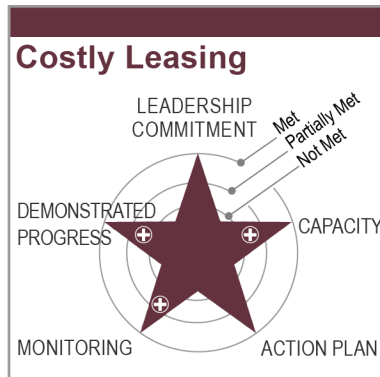 Costly Leasing
LEADERSHIP
COMMITMENT
Met
Partially Met
Not Met
DEMONSTRATED
PROGRESS
CAPACITY
MONITORING
ACTION PLAN